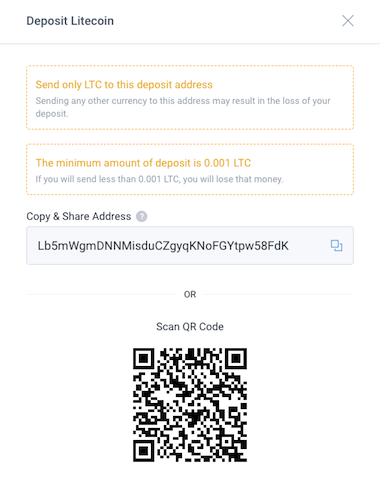 Deposit Litecoin
Send only LTC to this deposit address
Sending any other currency to this address may result in the loss of your
deposit.
The minimum amount of deposit is 0.001 LTC
If you will send less than 0.001 LTC, you will lose that money.
Copy & Share Address ?
Lb5mWgmDNNMisduCZgyqKNoFGYtpw58FdK
OR
Scan QR Code